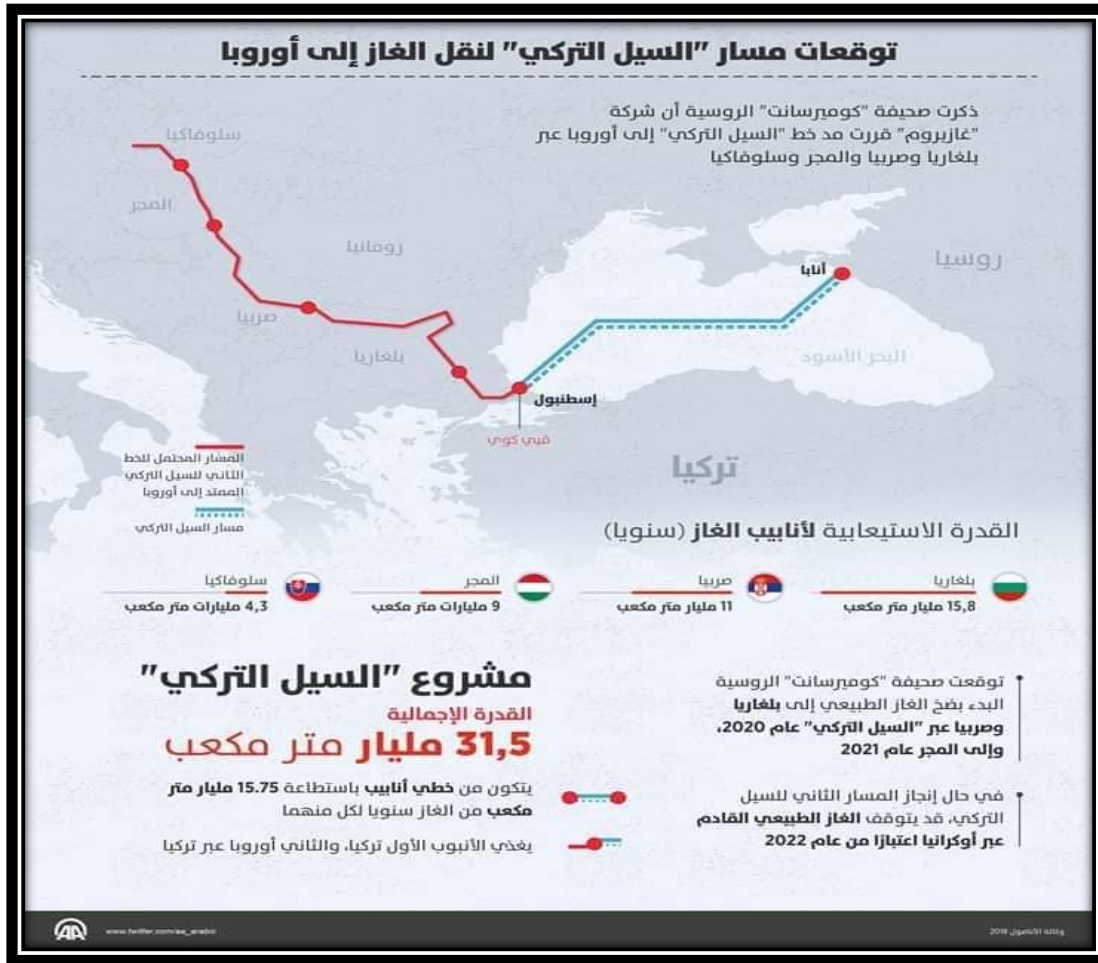 توقعات مسار "السيل التركي" لنقل الغاز إلى أوروبا
ذكرت صحيفة "كوميرسانت" الروسية أن شركة
"غازبروم" قررت مد خط "السيل التركي" إلى أوروبا عبر
بلغاريا وصربيا والمجر وسلوفاكيا
سلوفاكيا
المجر
رومانيا
روسيا
أنابا
صربيا
بلغاريا
البحر الأسود
إسطنبول
قيي كوي
تركيا
المسار المحتمل للخط
الثاني للسيل التركي
الممتد إلى أوروبا
مسار السيل التركي
القدرة الاستيعابية لأنابيب الغاز (سنويا)
بلغاريا
15,8 مليار متر مكعب
صربيا
11 مليار متر مكعب
المجر
9 مليارات متر مكعب
سلوفاكيا
4,3 مليارات متر مكعب
توقعت صحيفة "كوميرسانت" الروسية
البدء بضخ الغاز الطبيعي إلى بلغاريا
وصربيا عبر "السيل التركي" عام 2020،
وإلى المجر عام 2021
في حال إنجاز المسار الثاني للسيل
التركي، قد يتوقف الغاز الطبيعي القادم
عبر أوكرانيا اعتبارًا من عام 2022
مشروع "السيل التركي"
القدرة الإجمالية
31,5 مليار متر مكعب
يتكون من خطي أنابيب باستطاعة 15.75 مليار متر
مكعب من الغاز سنويا لكل منهما
يغذي الأنبوب الأول تركيا، والثاني أوروبا عبر تركيا
AA
www.twitter.com/aa_arabic
وكالة الأناضول 2018